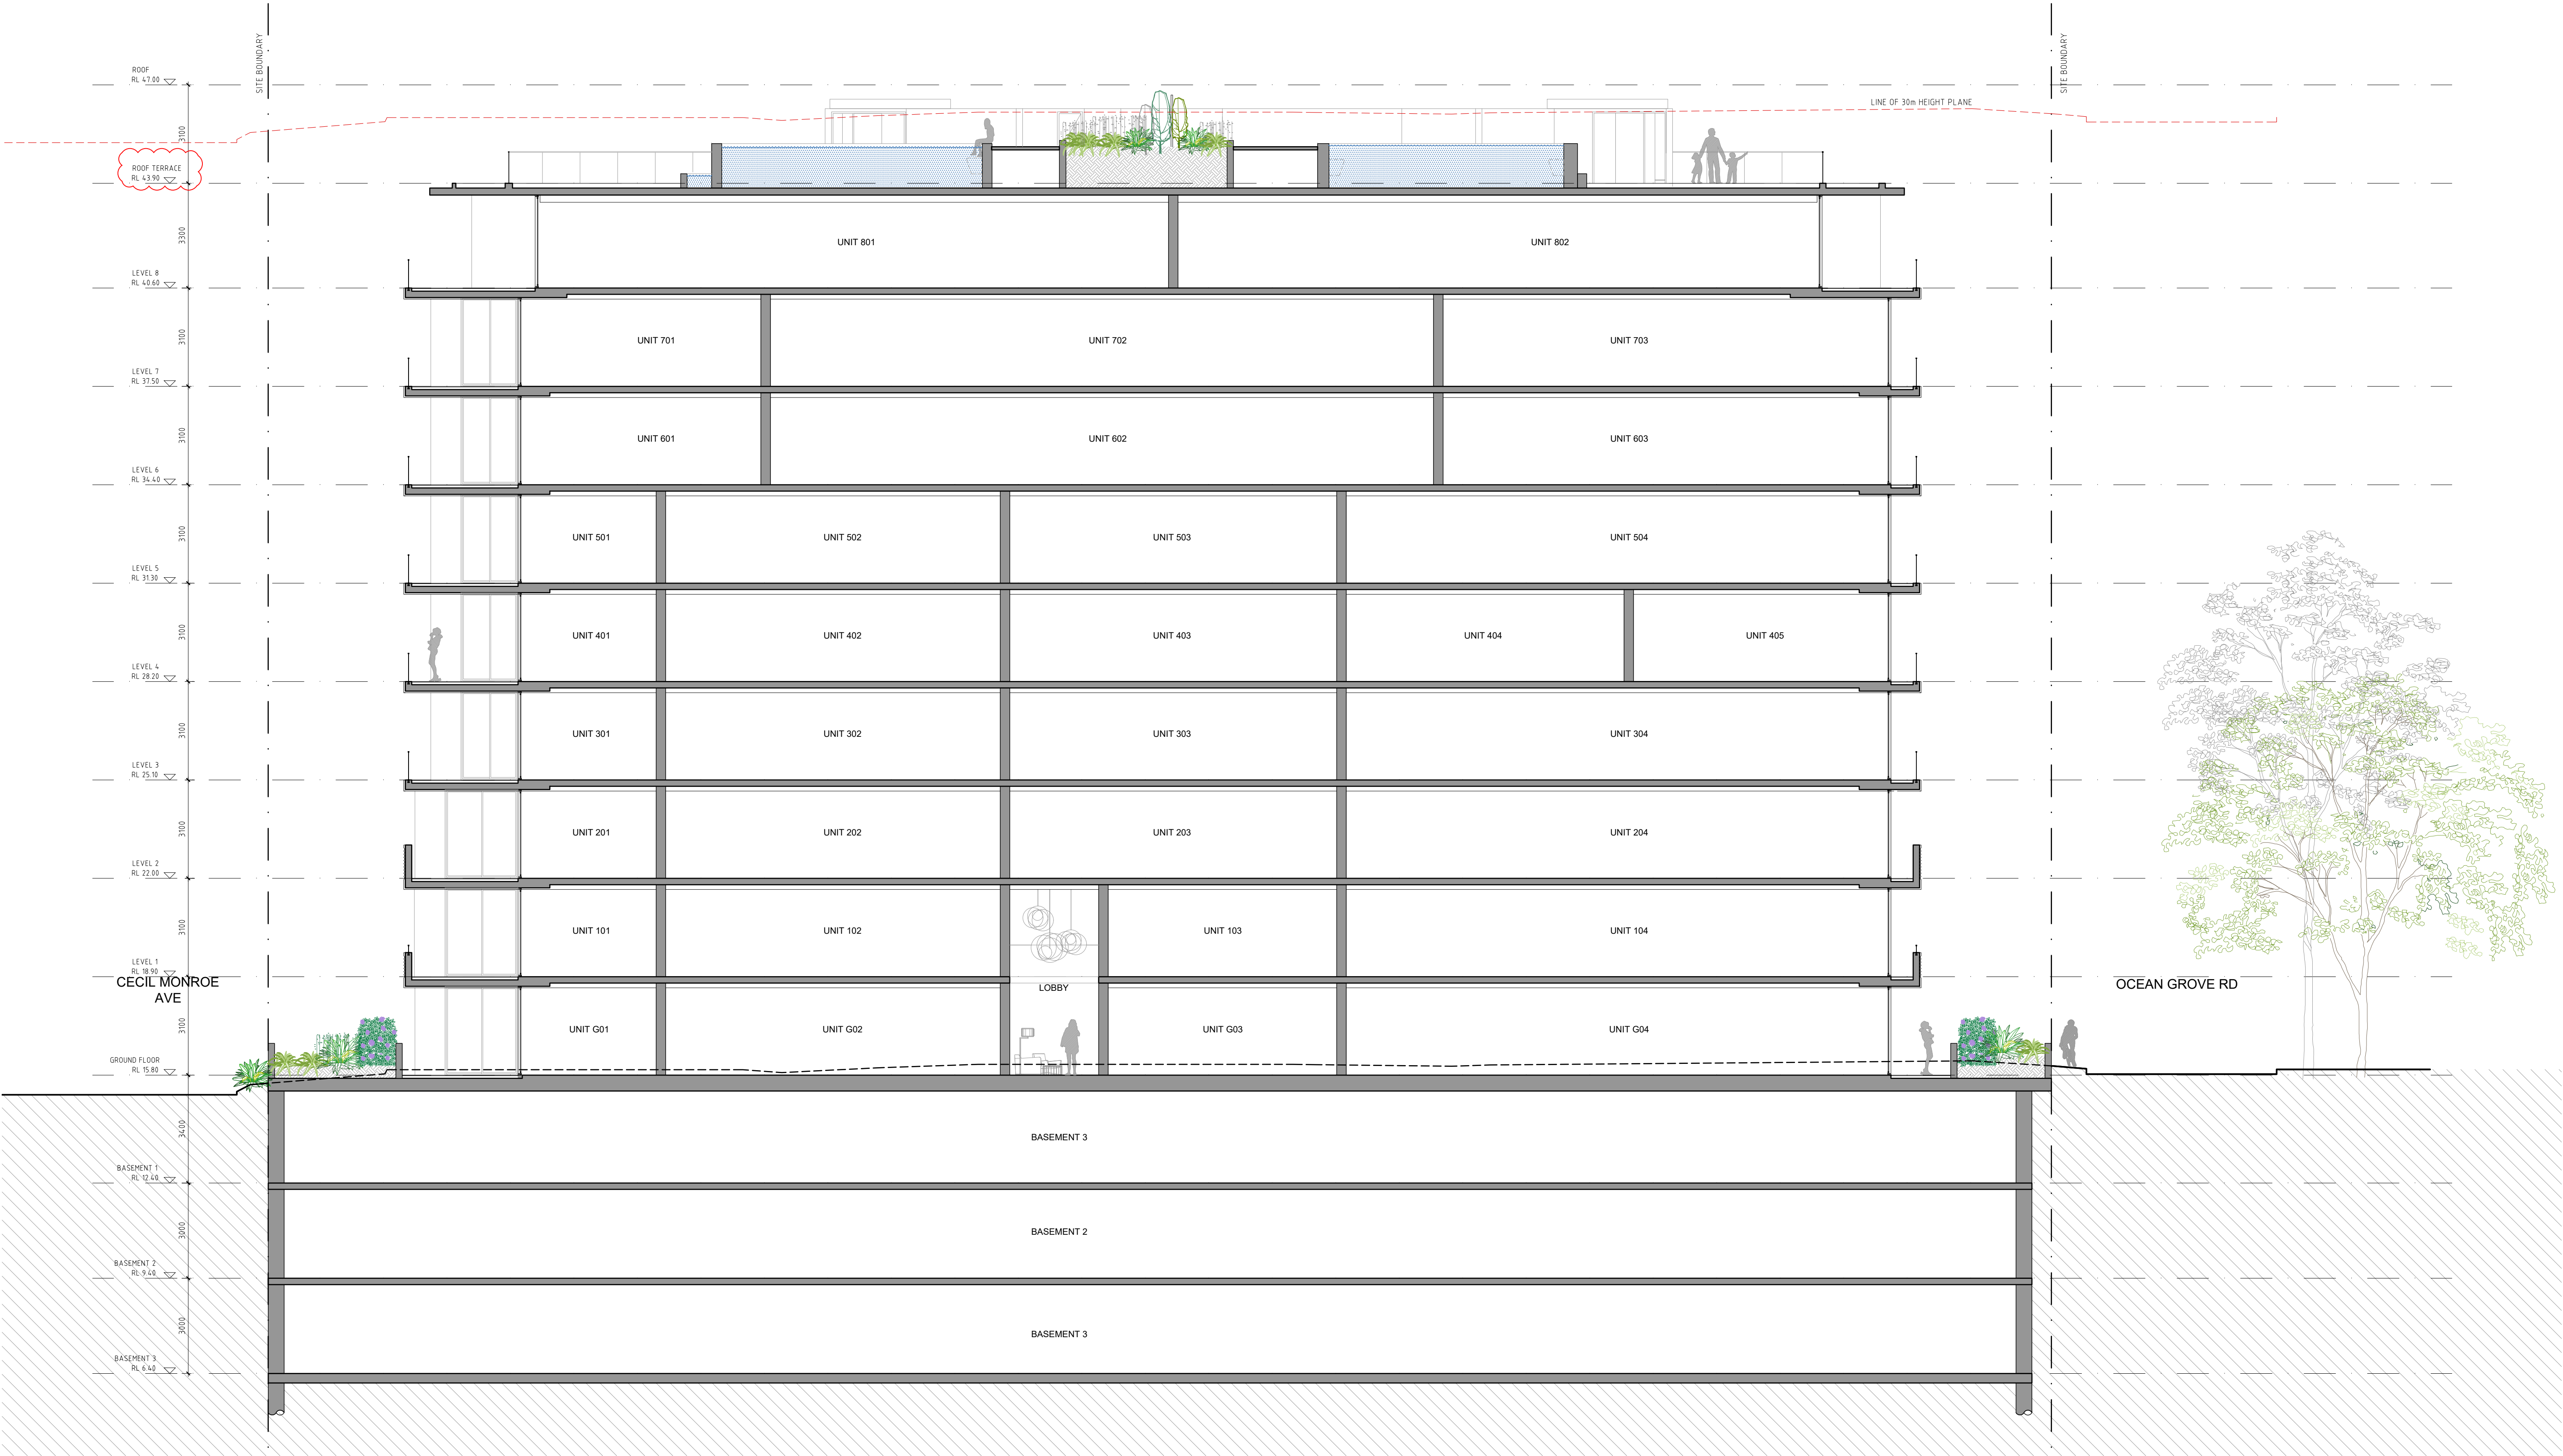 SITE BOUNDARY
SITE BOUNDARY
ROOF
RL 47.00
LINE OF 30m HEIGHT PLANE
3100
ROOF TERRACE
RL 43.90
3300
UNIT 801
UNIT 802
LEVEL 8
RL 40.60
3100
UNIT 701
UNIT 702
UNIT 703
LEVEL 7
RL 37.50
3100
UNIT 601
UNIT 602
UNIT 603
LEVEL 6
RL 34.40
3100
UNIT 501
UNIT 502
UNIT 503
UNIT 504
LEVEL 5
RL 31.30
3100
UNIT 401
UNIT 402
UNIT 403
UNIT 404
UNIT 405
LEVEL 4
RL 28.20
3100
UNIT 301
UNIT 302
UNIT 303
UNIT 304
LEVEL 3
RL 25.10
3100
UNIT 201
UNIT 202
UNIT 203
UNIT 204
LEVEL 2
RL 22.00
3100
UNIT 101
UNIT 102
UNIT 103
UNIT 104
LEVEL 1
RL 18.90
CECIL MONROE
AVE
LOBBY
OCEAN GROVE RD
3100
UNIT G01
UNIT G02
UNIT G03
UNIT G04
GROUND FLOOR
RL 15.80
3400
BASEMENT 3
BASEMENT 1
RL 12.40
3000
BASEMENT 2
BASEMENT 2
RL 9.40
3000
BASEMENT 3
BASEMENT 3
RL 6.40